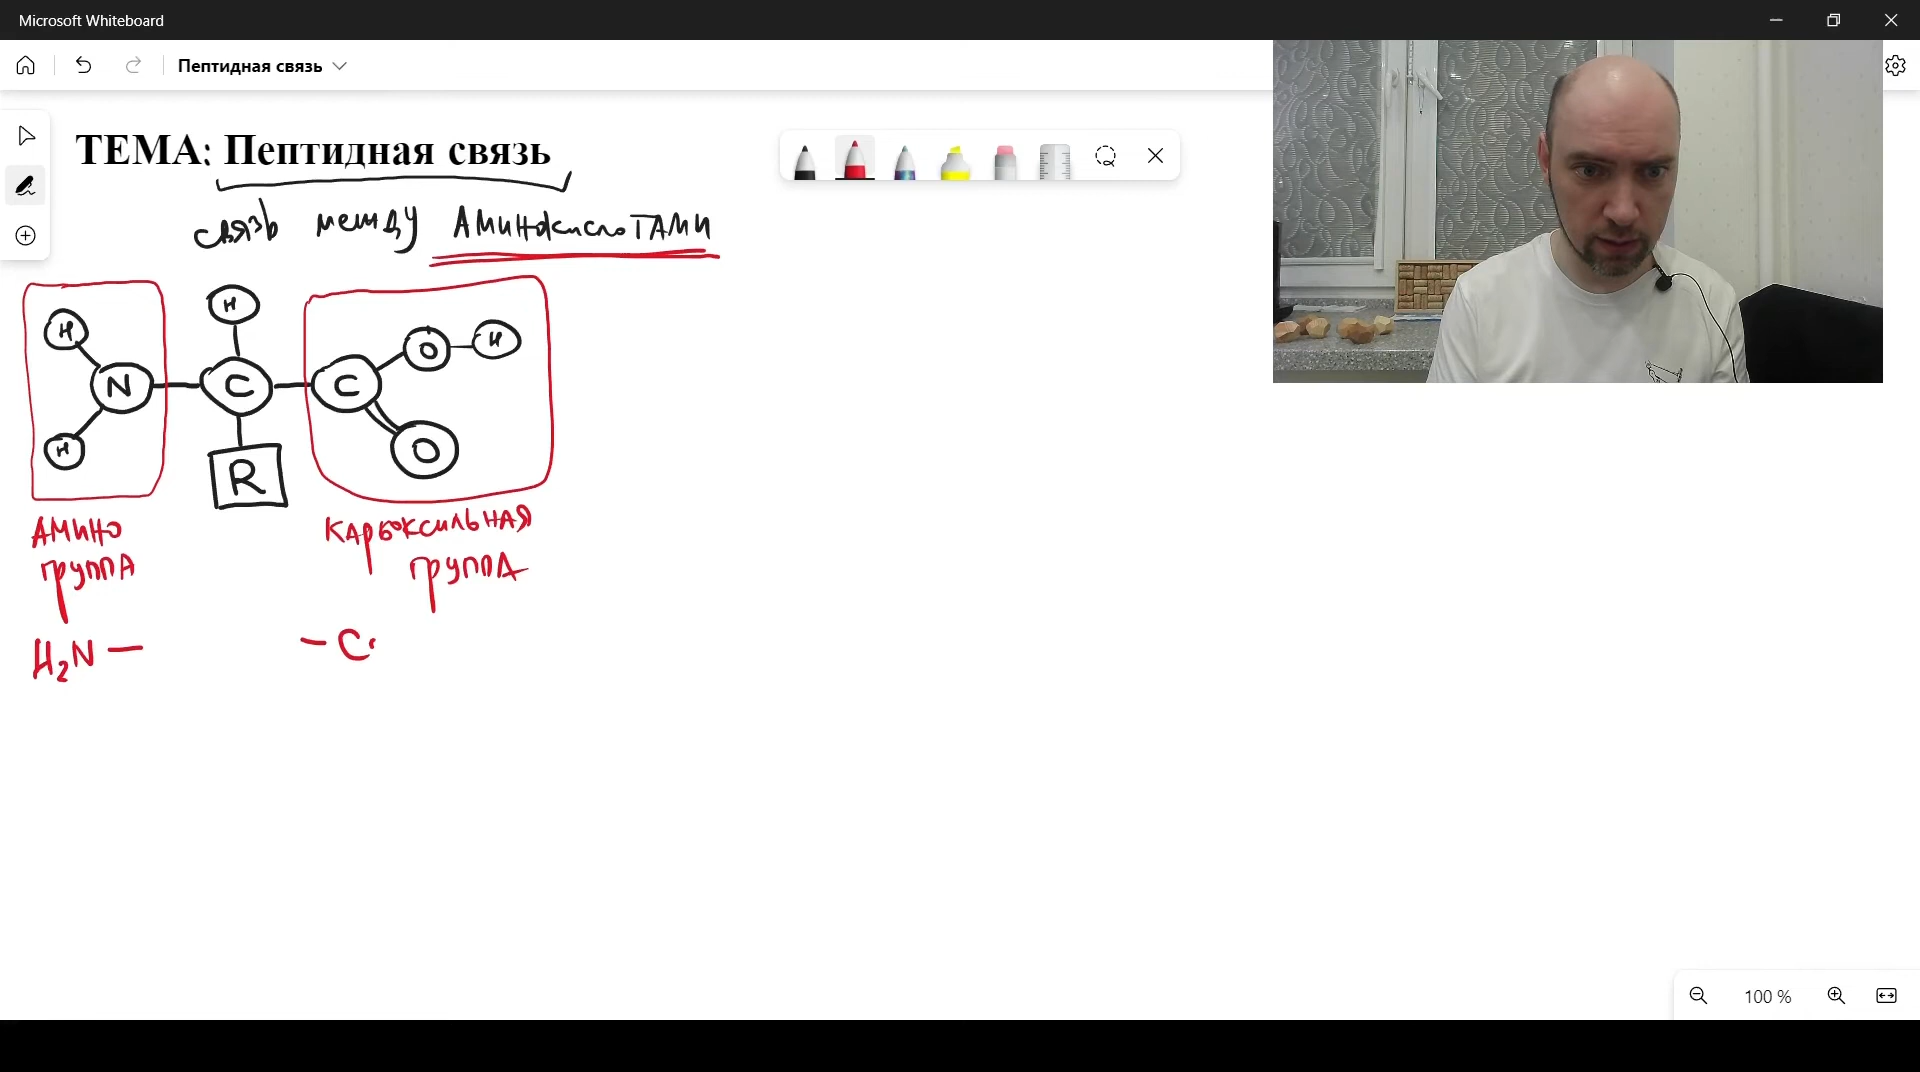 Microsoft Whiteboard
Пептидная связь
ТЕМА: Пептидная связь
связь между АМИНОКИСЛОТАМИ
H
H
N
H
C
R
C
O
H
O
АМИНО
группА
КАРБОКСИЛЬНАЯ
группА
H₂N —
— C
100 %